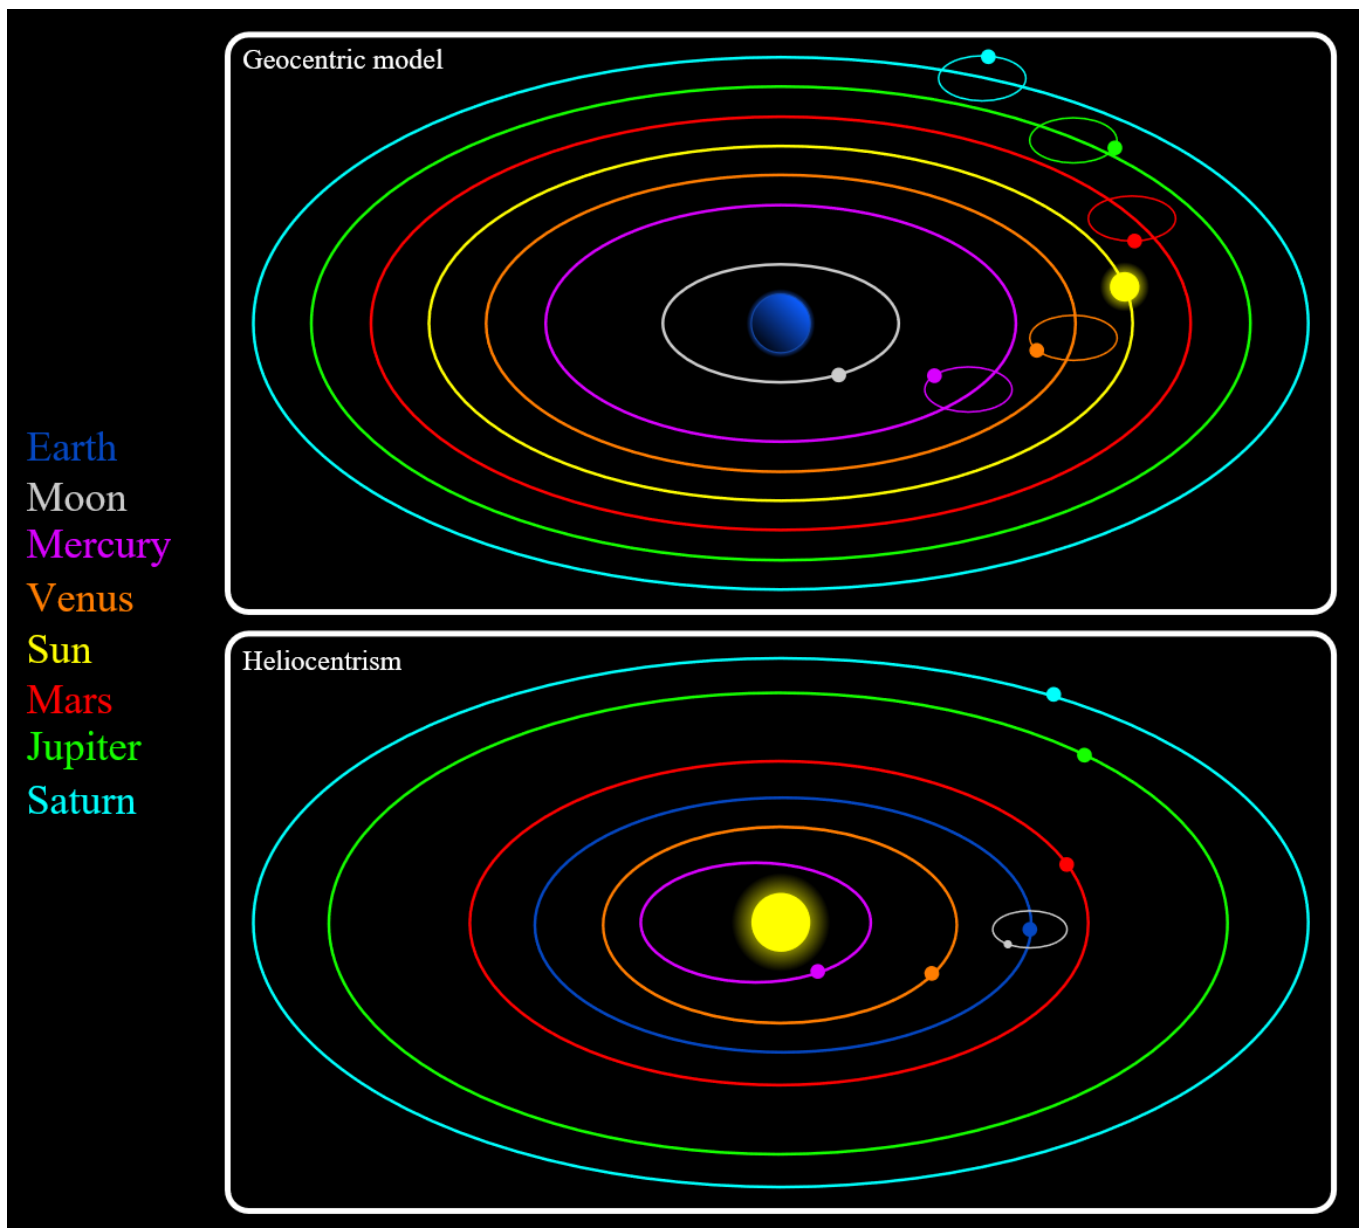 Geocentric model
Earth
Moon
Mercury
Venus
Sun
Mars
Jupiter
Saturn
Heliocentrism